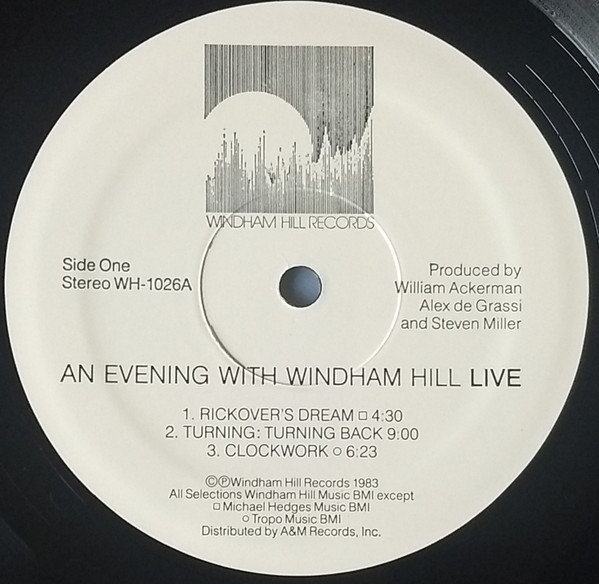 WINDHAM HILL RECORDS
Side One
Stereo WH-1026A
Produced by
William Ackerman
Alex de Grassi
and Steven Miller
AN EVENING WITH WINDHAM HILL LIVE
1. RICKOVER'S DREAM □ 4:30
2. TURNING: TURNING BACK 9:00
3. CLOCKWORK ○ 6:23
©℗Windham Hill Records 1983
All Selections Windham Hill Music BMI except
□ Michael Hedges Music BMI
○ Tropo Music BMI
Distributed by A&M Records, Inc.